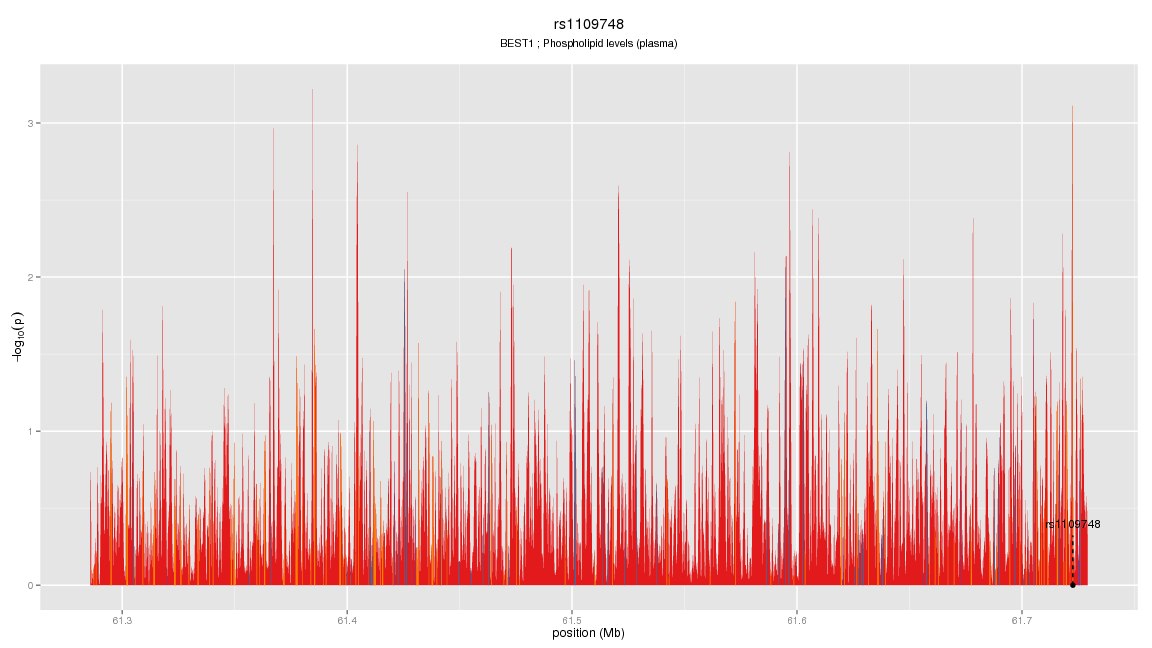 rs1109748
BEST1 ; Phospholipid levels (plasma)
−log10(p)
3
2
1
0
rs1109748
61.3
61.4
61.5
61.6
61.7
position (Mb)